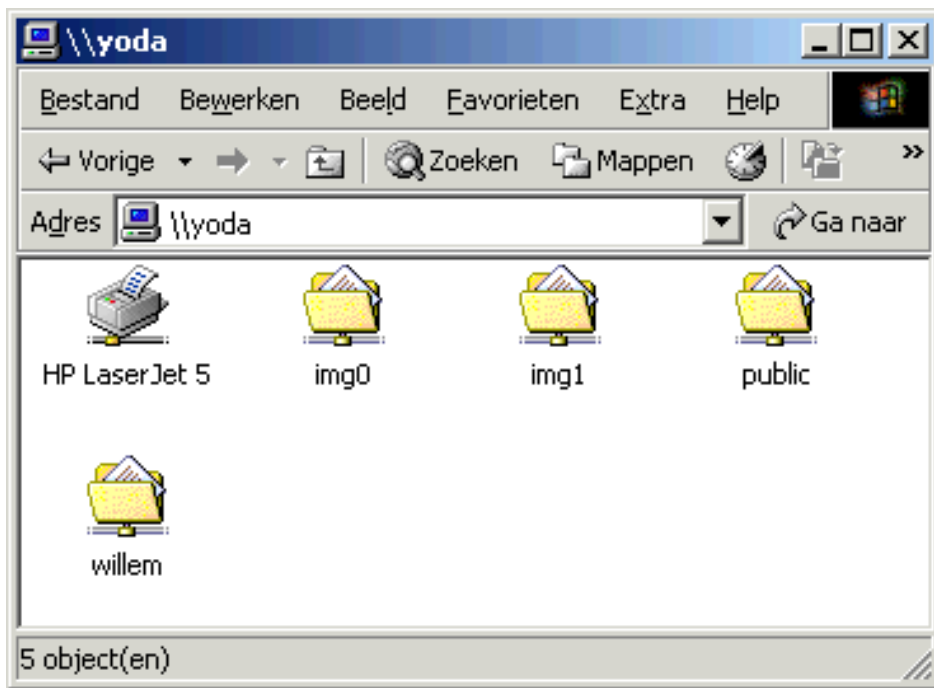 \\yoda
Bestand Bewerken Beeld Favorieten Extra Help
Vorige Zoeken Mappen »
Adres \\yoda Ga naar
HP LaserJet 5 img0 img1 public
willem
5 object(en)